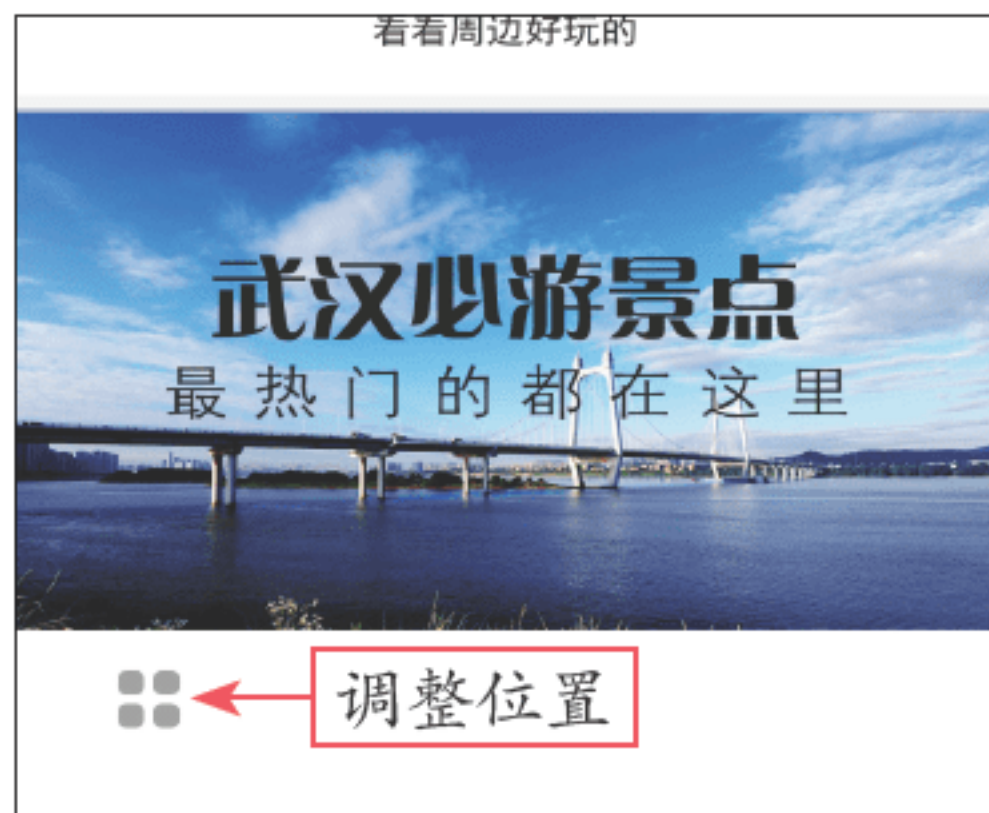 看看周边好玩的
武汉必游景点
最热门的都在这里
调整位置